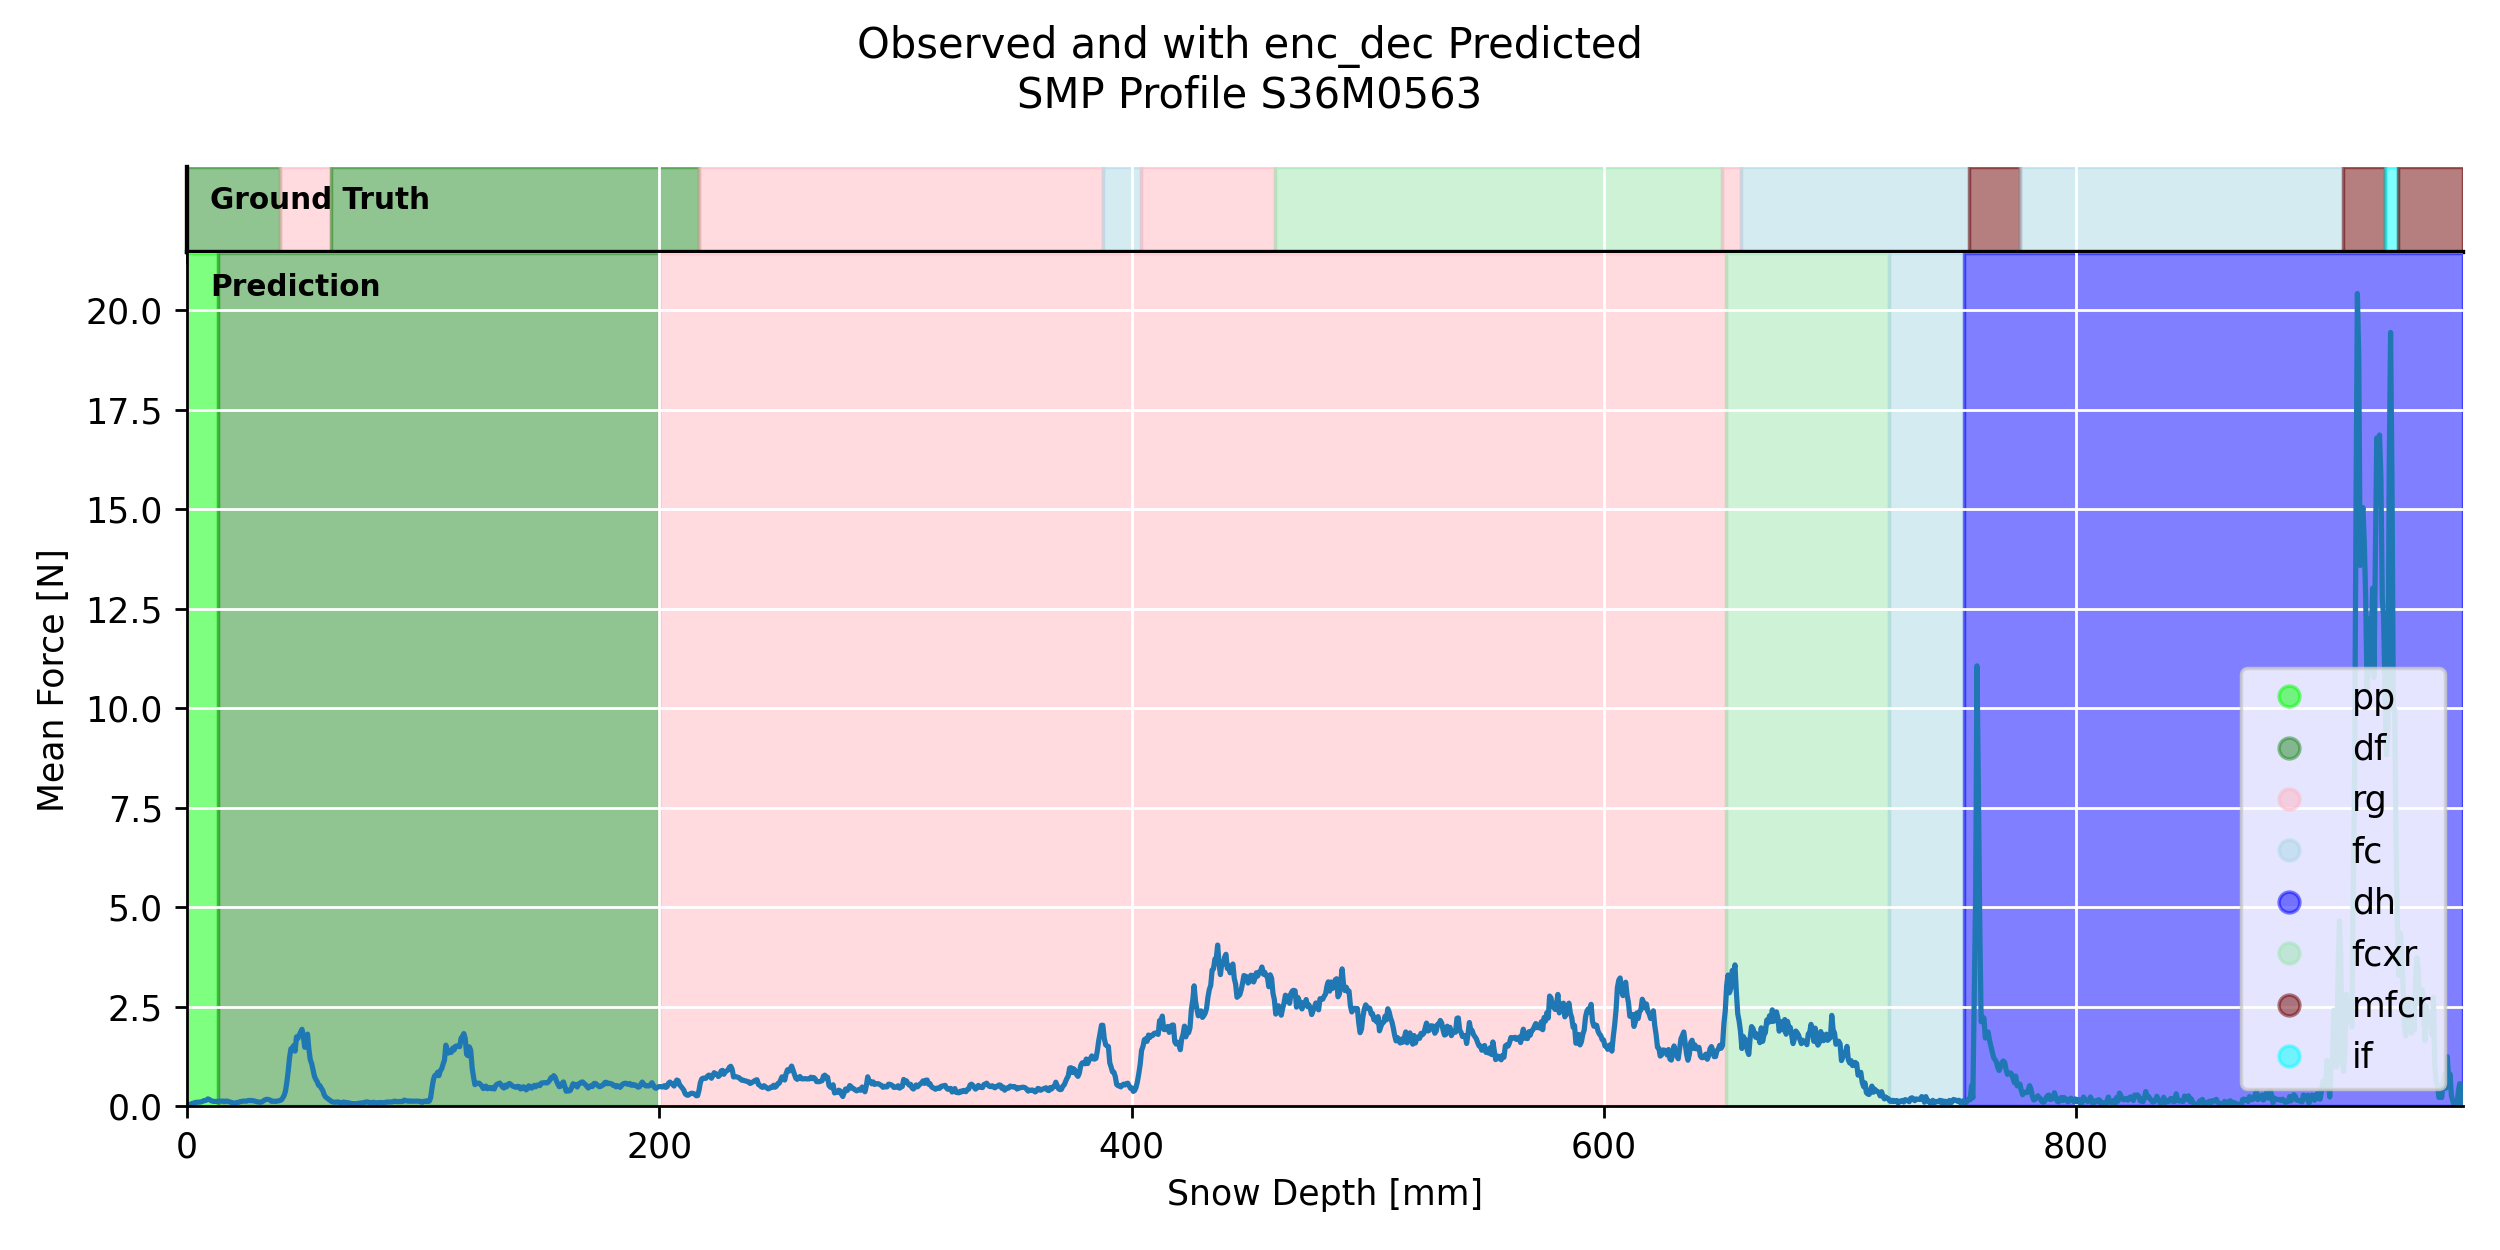 Observed and with enc_dec Predicted
SMP Profile S36M0563
Ground Truth
Prediction
20.0
17.5
15.0
12.5
10.0
7.5
5.0
2.5
0.0
Mean Force [N]
pp
df
rg
fc
dh
fcxr
mfcr
if
0 200 400 600 800
Snow Depth [mm]